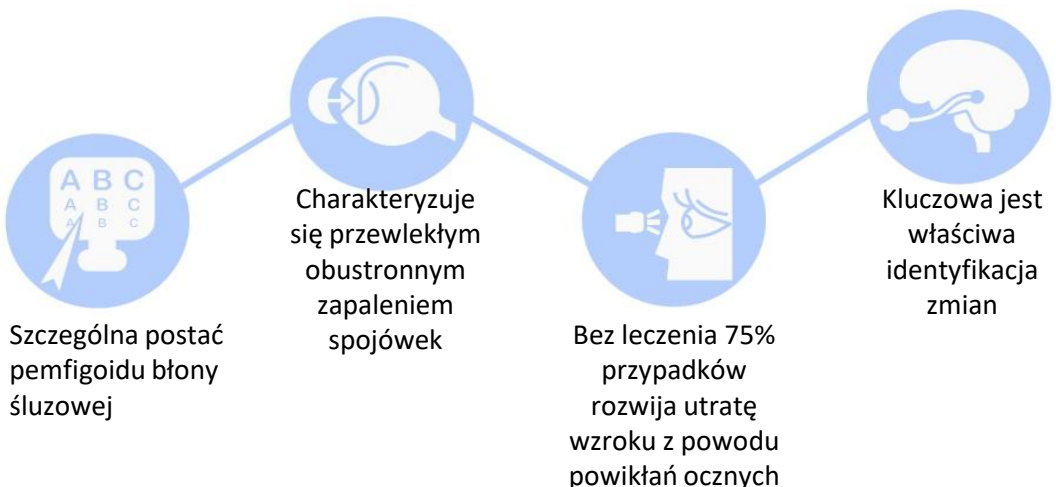 A B C
A B C
A B C
Szczególna postać
pemfigoidu błony
śluzowej
Charakteryzuje
się przewlekłym
obustronnym
zapaleniem
spojówek
Bez leczenia 75%
przypadków
rozwija utratę
wzroku z powodu
powikłań ocznych
Kluczowa jest
właściwa
identyfikacja
zmian